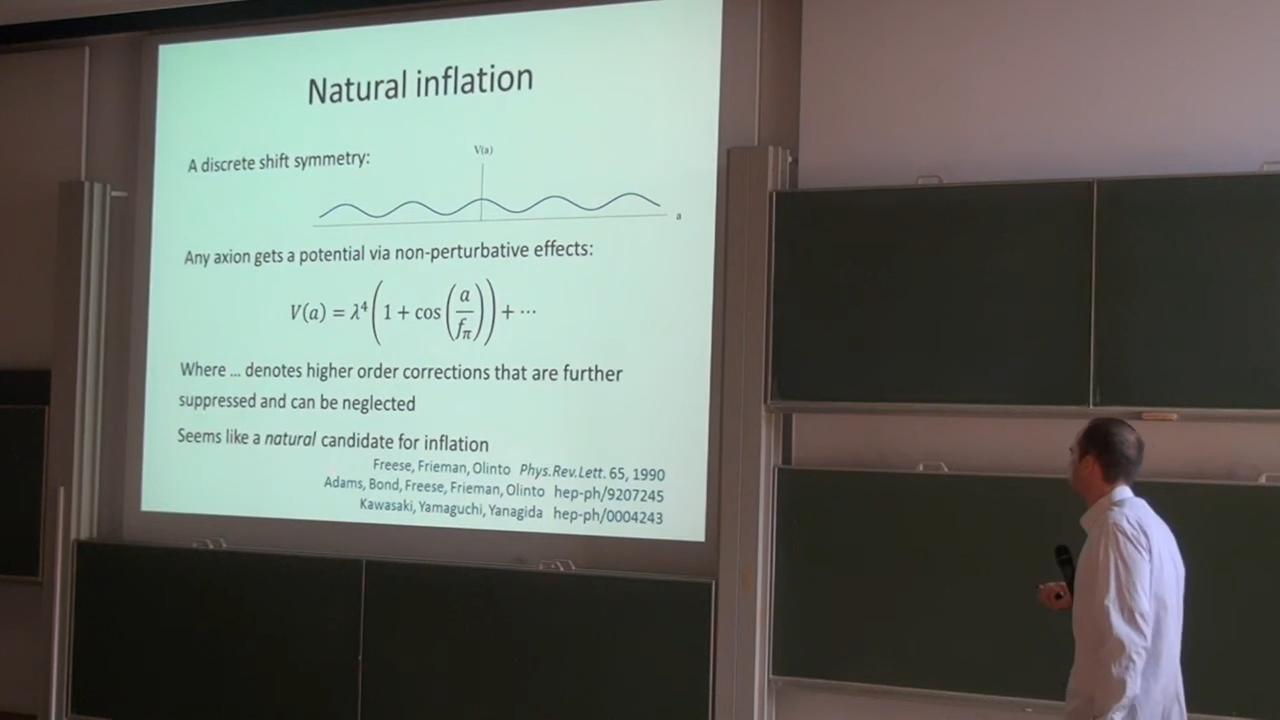 Natural inflation
A discrete shift symmetry:
V(a)
a
Any axion gets a potential via non-perturbative effects:
V(a) = λ⁴(1 + cos(a/fπ)) + ⋯
Where ... denotes higher order corrections that are further
suppressed and can be neglected
Seems like a natural candidate for inflation
Freese, Frieman, Olinto Phys.Rev.Lett. 65, 1990
Adams, Bond, Freese, Frieman, Olinto hep-ph/9207245
Kawasaki, Yamaguchi, Yanagida hep-ph/0004243